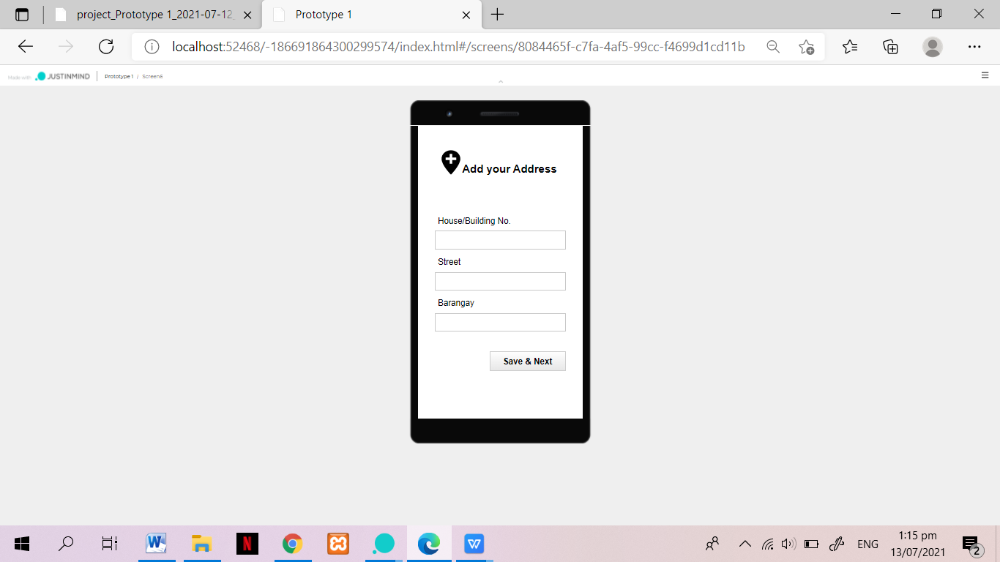 project_Prototype 1_2021-07-12
Prototype 1
localhost:52468/-186691864300299574/index.html#/screens/8084465f-c7fa-4af5-99cc-f4699d1cd11b
Made with JUSTINMIND Prototype 1 / Screen6
Add your Address
House/Building No.
Street
Barangay
Save & Next
W
N
W
ENG
1:15 pm
13/07/2021
2